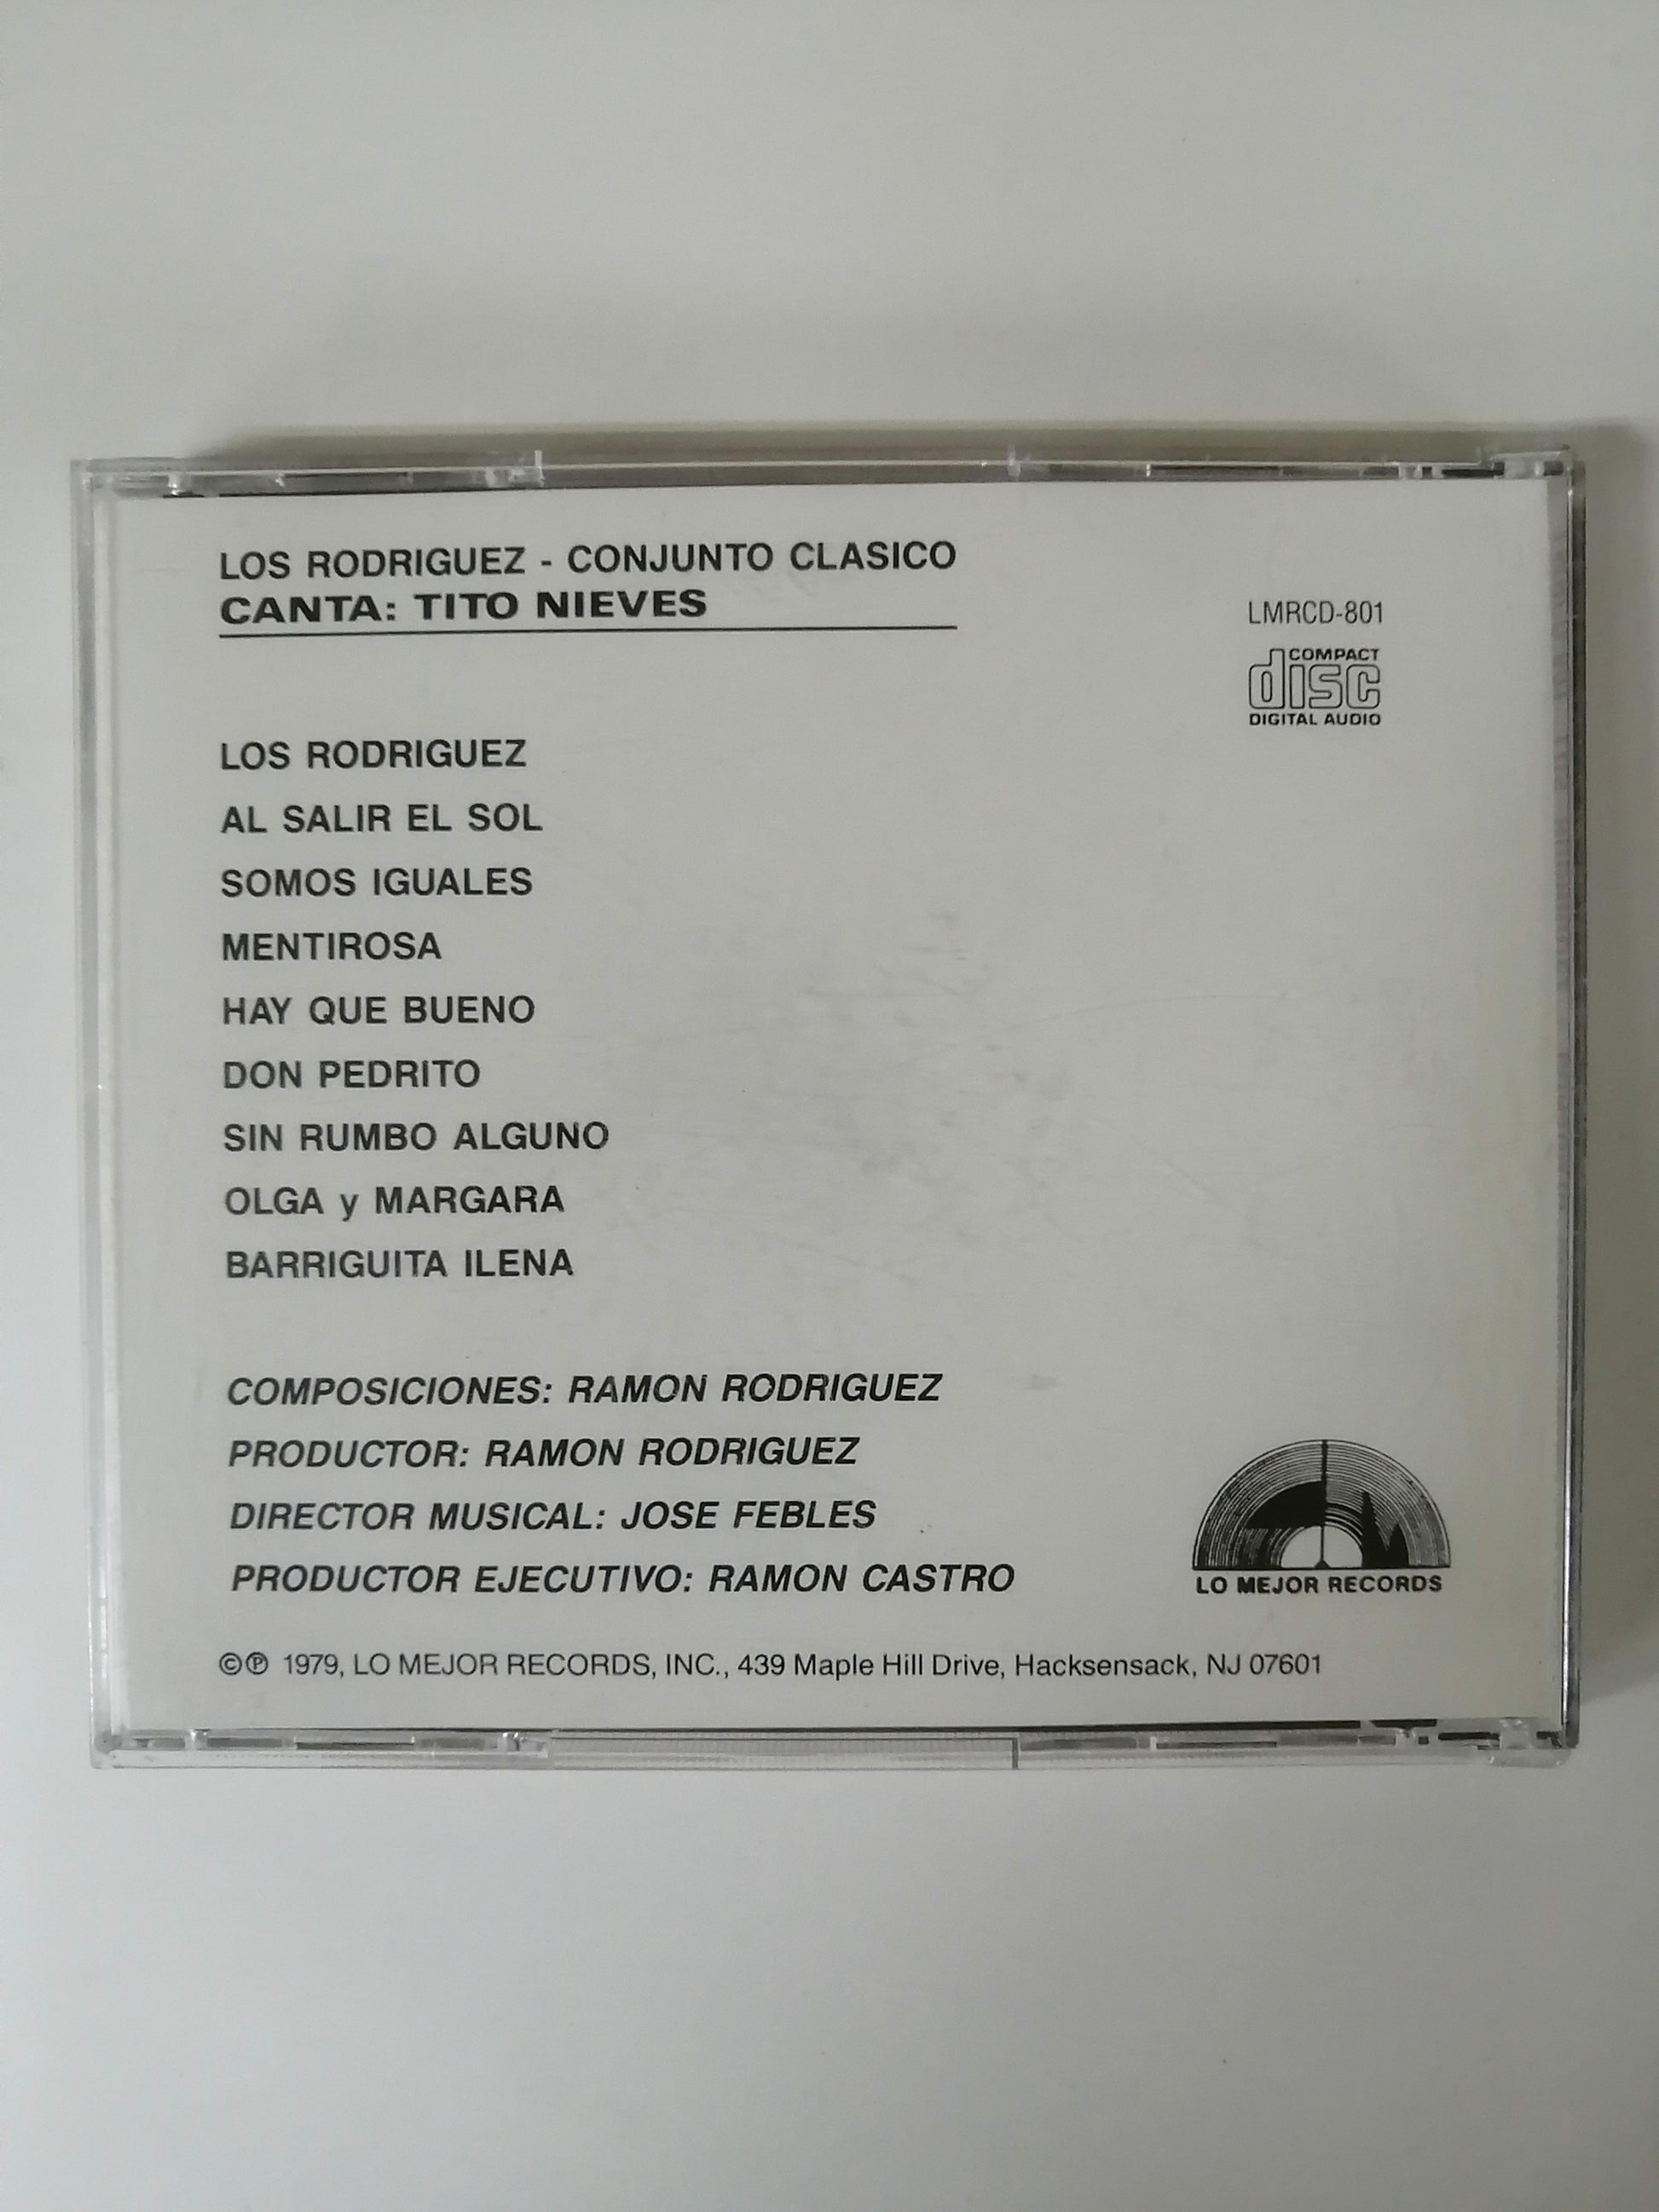 LOS RODRIGUEZ - CONJUNTO CLASICO
CANTA: TITO NIEVES
LMRCD-801
COMPACT
disc
DIGITAL AUDIO
LOS RODRIGUEZ
AL SALIR EL SOL
SOMOS IGUALES
MENTIROSA
HAY QUE BUENO
DON PEDRITO
SIN RUMBO ALGUNO
OLGA y MARGARA
BARRIGUITA ILENA
COMPOSICIONES: RAMON RODRIGUEZ
PRODUCTOR: RAMON RODRIGUEZ
DIRECTOR MUSICAL: JOSE FEBLES
PRODUCTOR EJECUTIVO: RAMON CASTRO
LO MEJOR RECORDS
©℗ 1979, LO MEJOR RECORDS, INC., 439 Maple Hill Drive, Hacksensack, NJ 07601